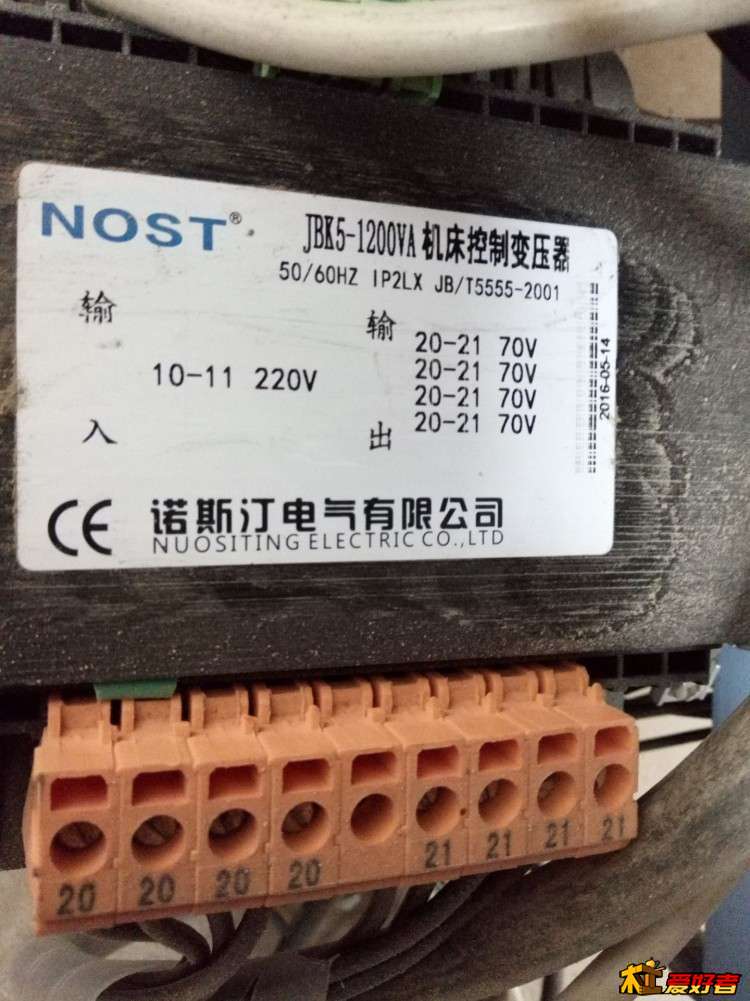 NOST®
JBK5-1200VA 机床控制变压器
50/60HZ IP2LX JB/T5555-2001
输入
10-11 220V
输出
20-21 70V
20-21 70V
20-21 70V
20-21 70V
2016-05-14
CE 诺斯汀电气有限公司
NUOSITING ELECTRIC CO.,LTD
20 20 20 20 21 21 21 21
爱好者